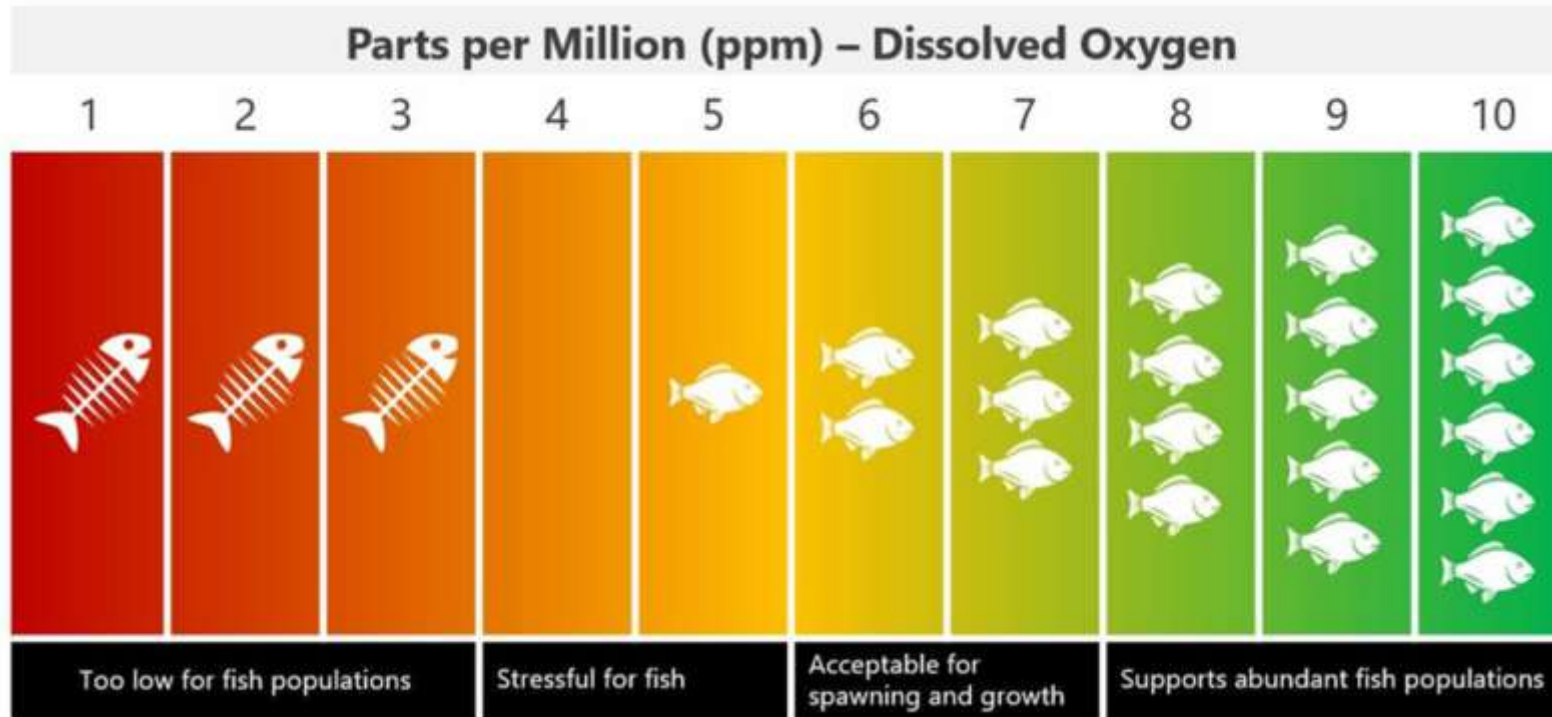 Parts per Million (ppm) – Dissolved Oxygen
1 2 3 4 5 6 7 8 9 10
Too low for fish populations
Stressful for fish
Acceptable for
spawning and growth
Supports abundant fish populations